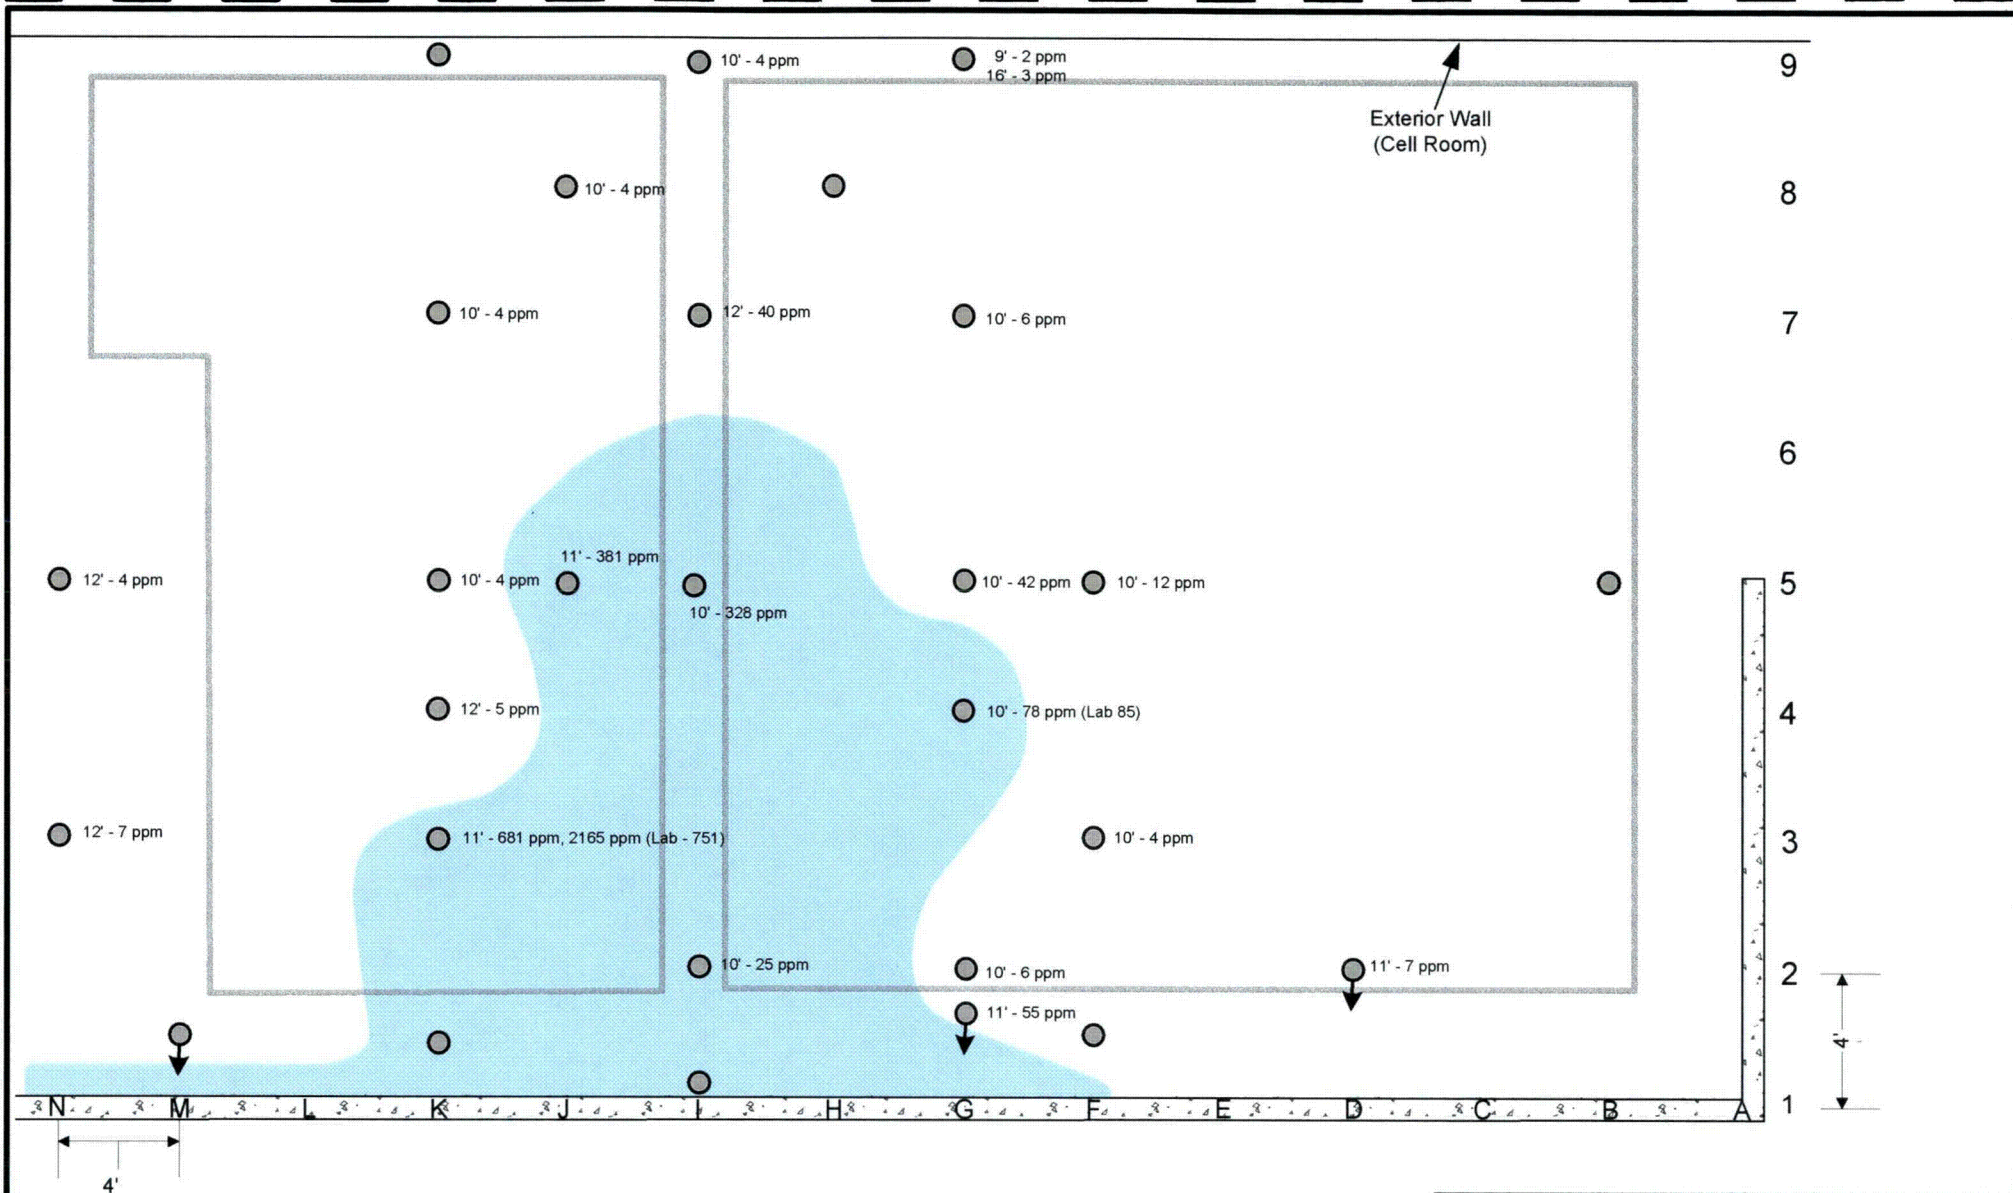 10' - 4 ppm
9' - 2 ppm
16' - 3 ppm
9
Exterior Wall
(Cell Room)
10' - 4 ppm
8
10' - 4 ppm
12' - 40 ppm
10' - 6 ppm
7
6
12' - 4 ppm
10' - 4 ppm
11' - 381 ppm
10' - 328 ppm
10' - 42 ppm
10' - 12 ppm
5
12' - 5 ppm
10' - 78 ppm (Lab 85)
4
12' - 7 ppm
11' - 681 ppm, 2165 ppm (Lab - 751)
10' - 4 ppm
3
10' - 25 ppm
10' - 6 ppm
11' - 7 ppm
2
11' - 55 ppm
4'
N M L K J I H G F E D C B A 1
4'